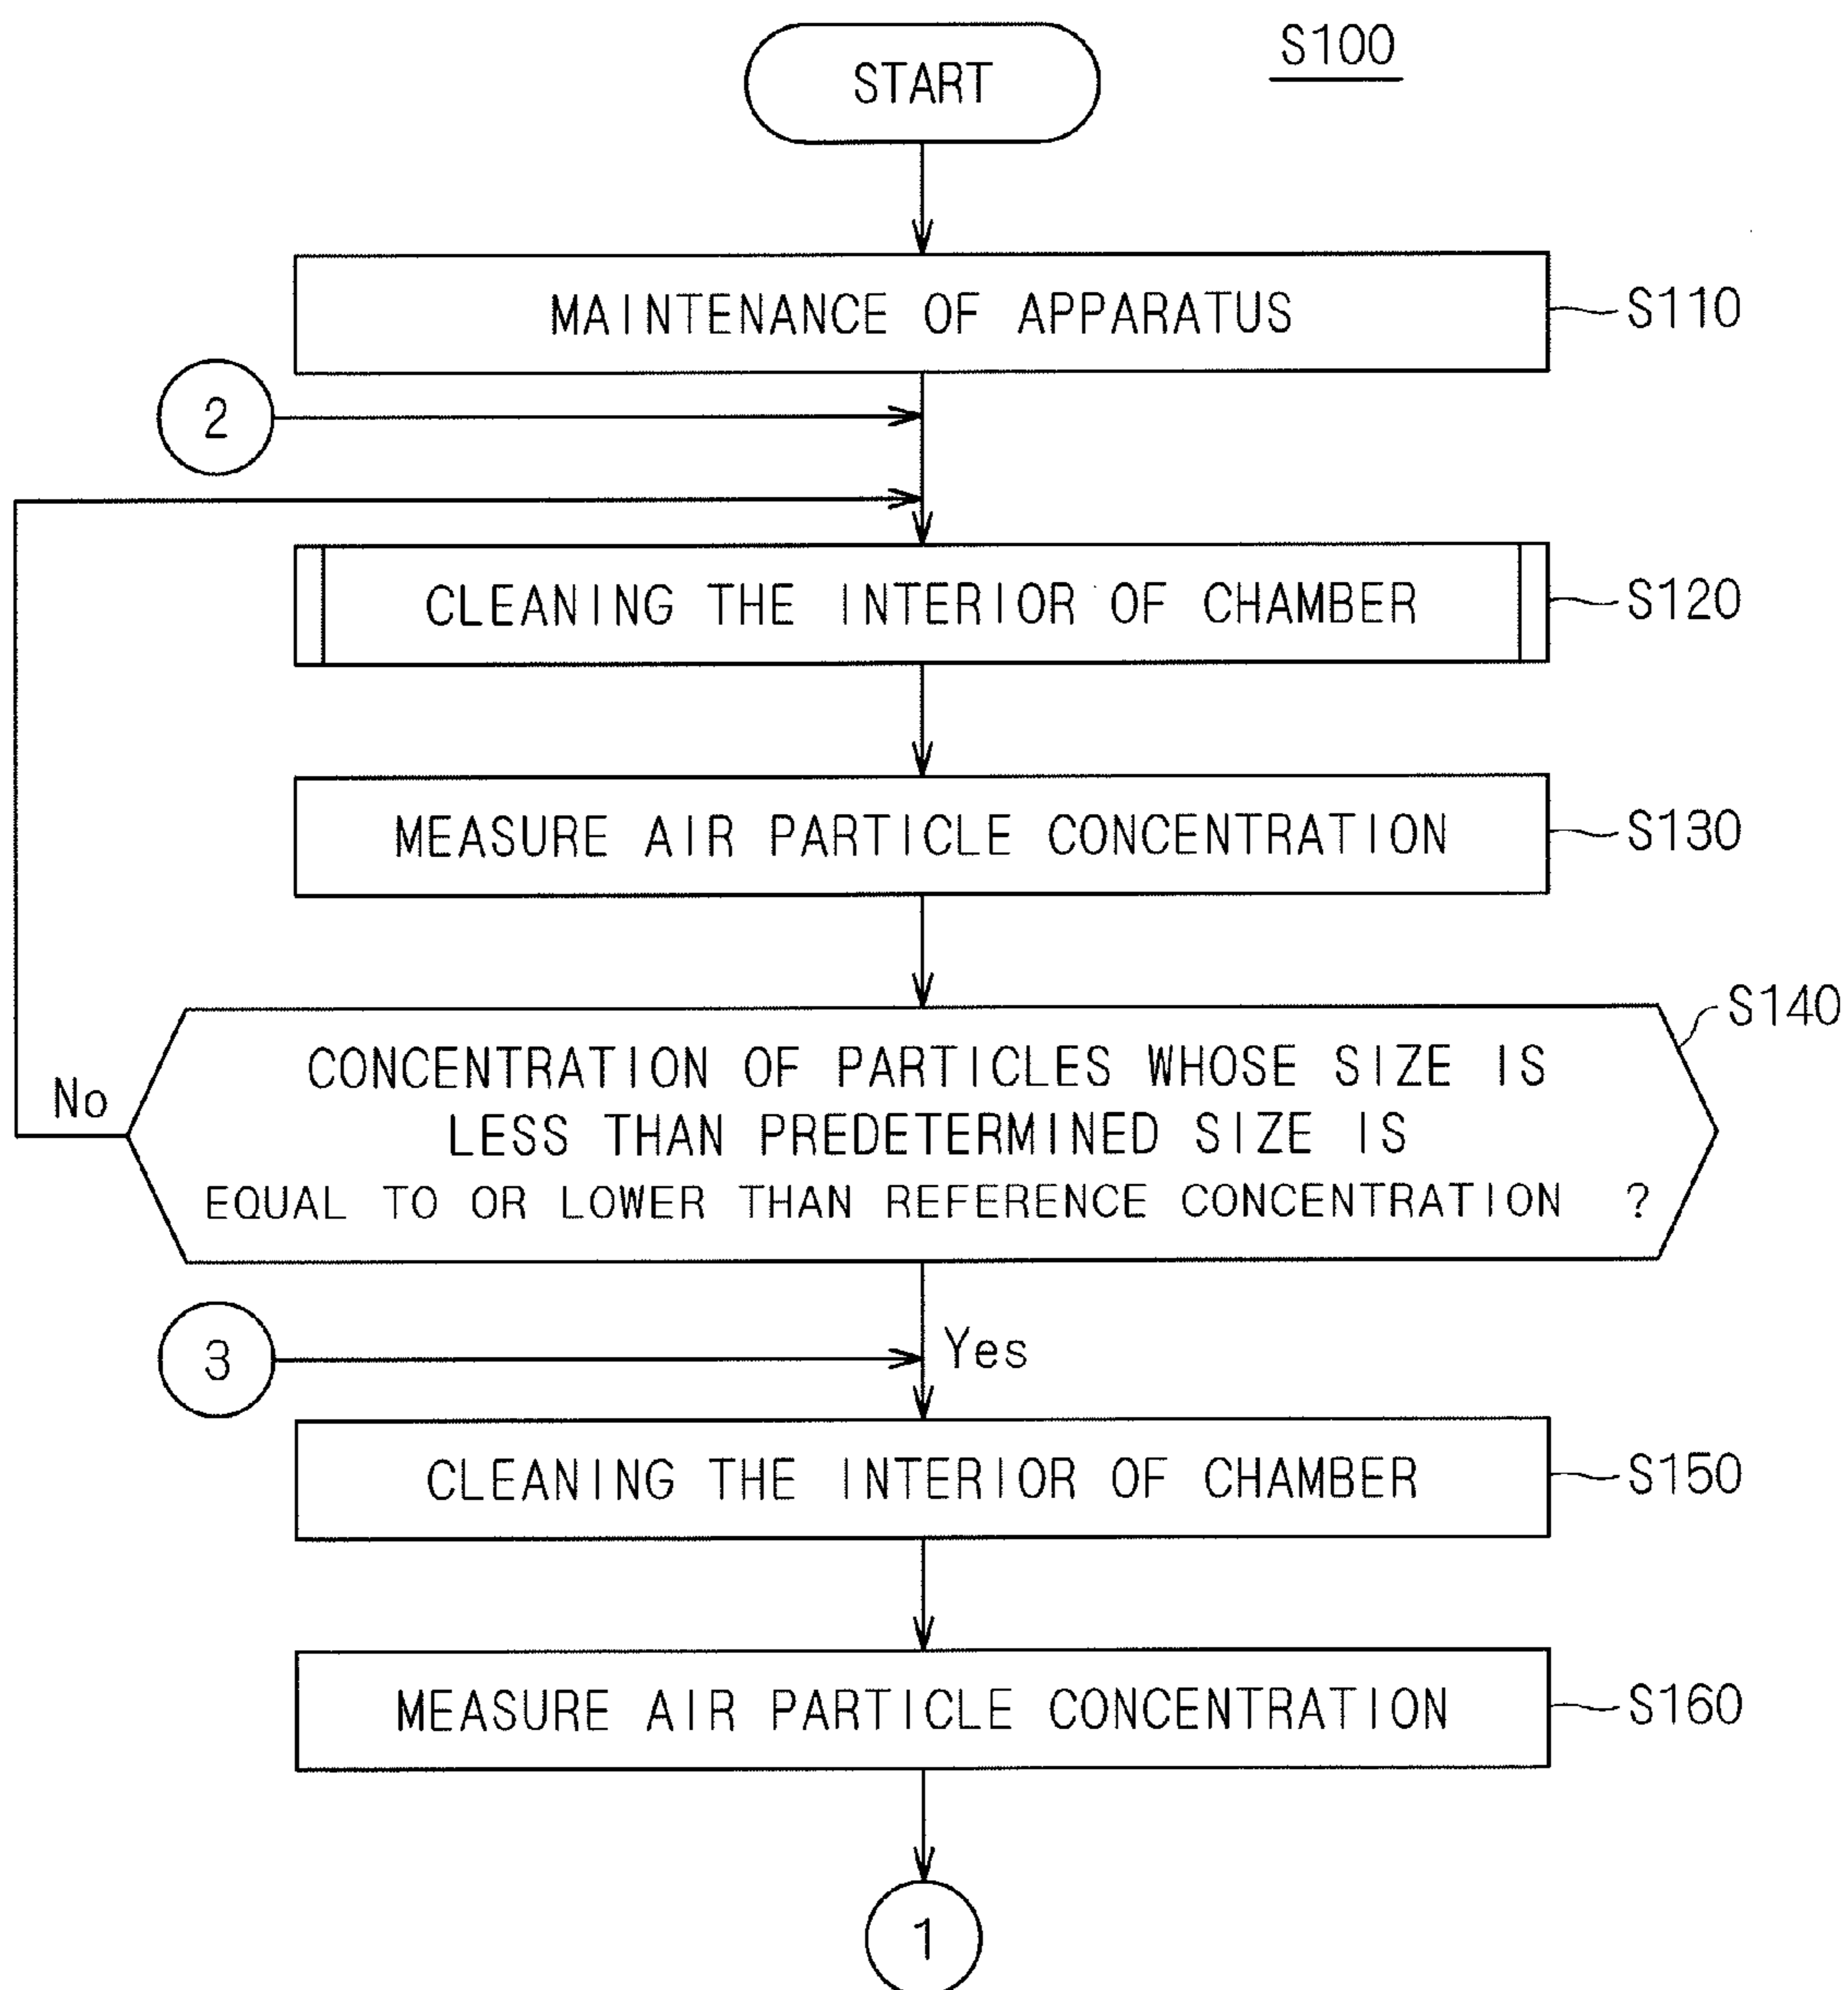 S100
START
MAINTENANCE OF APPARATUS
S110
2
CLEANING THE INTERIOR OF CHAMBER
S120
MEASURE AIR PARTICLE CONCENTRATION
S130
S140
CONCENTRATION OF PARTICLES WHOSE SIZE IS
LESS THAN PREDETERMINED SIZE IS
EQUAL TO OR LOWER THAN REFERENCE CONCENTRATION ?
No
3
Yes
CLEANING THE INTERIOR OF CHAMBER
S150
MEASURE AIR PARTICLE CONCENTRATION
S160
1